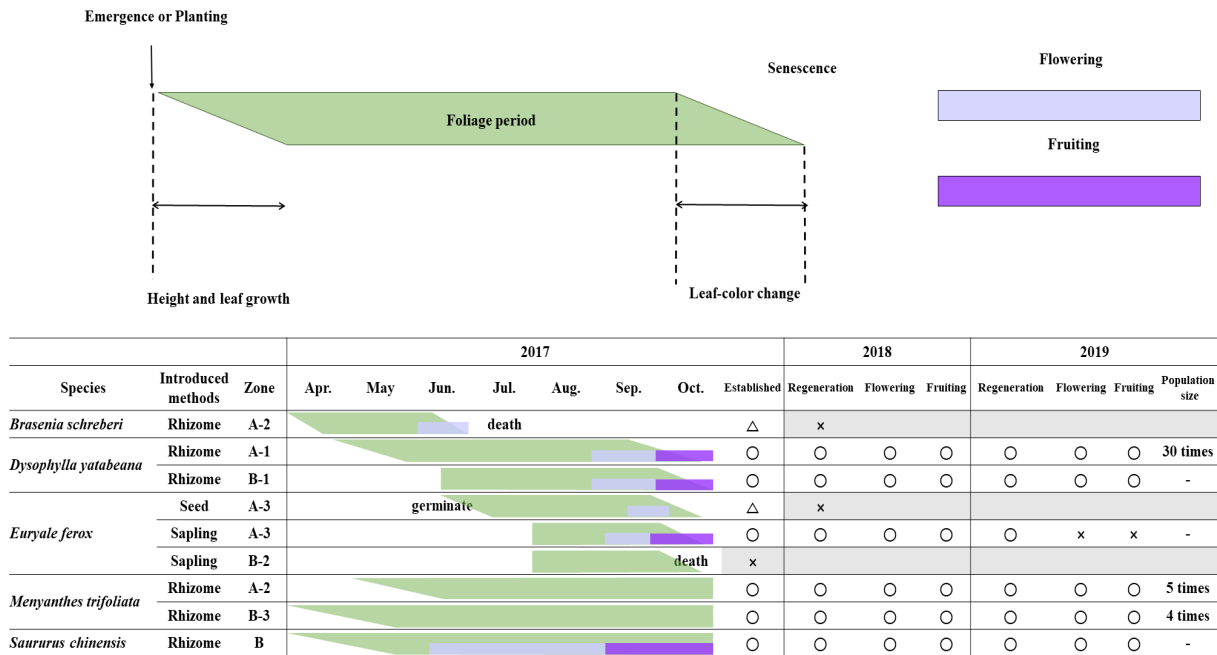 Emergence or Planting
Senescence
Flowering
Foliage period
Fruiting
Height and leaf growth
Leaf-color change
2017 2018 2019
Species Introduced methods Zone Apr. May Jun. Jul. Aug. Sep. Oct. Established Regeneration Flowering Fruiting Regeneration Flowering Fruiting Population size
Brasenia schreberi Rhizome A-2 death △ ×
Dysophylla yatabeana Rhizome A-1 ○ ○ ○ ○ ○ ○ ○ 30 times
Rhizome B-1 ○ ○ ○ ○ ○ ○ ○ -
Euryale ferox Seed A-3 germinate △ ×
Sapling A-3 ○ ○ ○ ○ ○ × × -
Sapling B-2 death ×
Menyanthes trifoliata Rhizome A-2 ○ ○ ○ ○ ○ ○ ○ 5 times
Rhizome B-3 ○ ○ ○ ○ ○ ○ ○ 4 times
Saururus chinensis Rhizome B ○ ○ ○ ○ ○ ○ ○ -